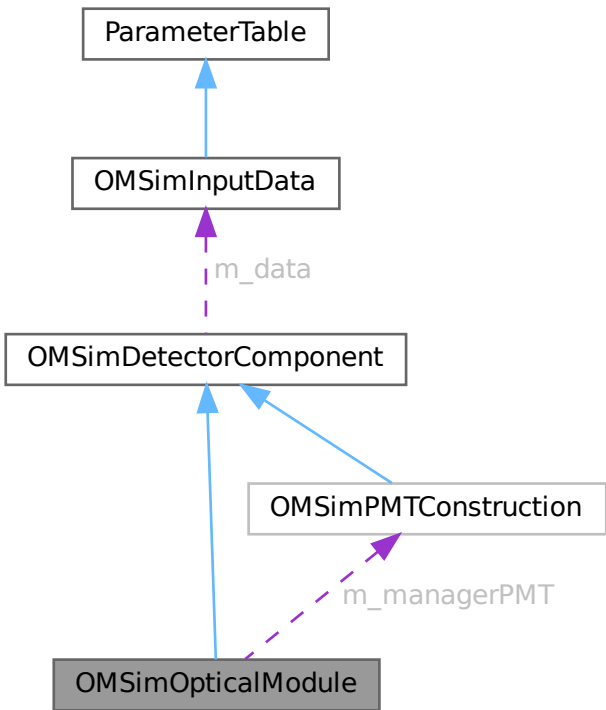 ParameterTable
OMSimInputData
m_data
OMSimDetectorComponent
OMSimPMTConstruction
m_managerPMT
OMSimOpticalModule